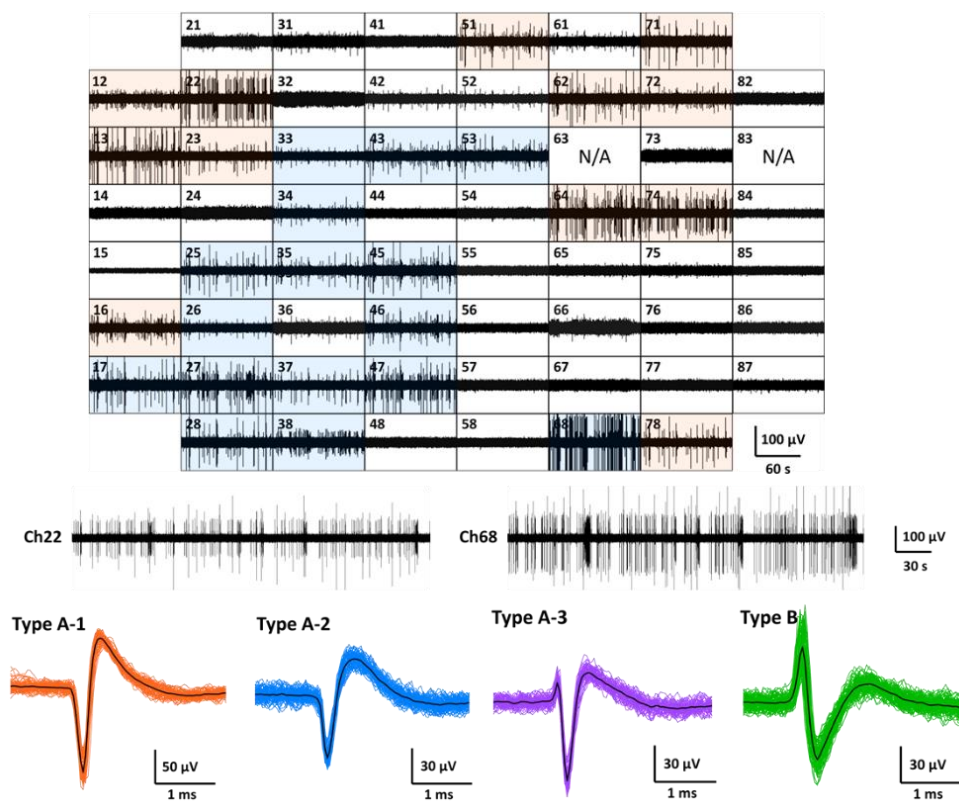 21 31 41 51 61 71
12 22 32 42 52 62 72 82
13 23 33 43 53 63 73 83
N/A N/A
14 24 34 44 54 64 74 84
15 25 35 45 55 65 75 85
16 26 36 46 56 66 76 86
17 27 37 47 57 67 77 87
28 38 48 58 68 78
100 µV
60 s
Ch22 Ch68
100 µV
30 s
Type A-1 Type A-2 Type A-3 Type B
50 µV 30 µV 30 µV 30 µV
1 ms 1 ms 1 ms 1 ms